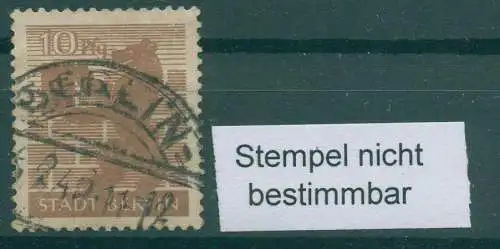 10 Pfg
BERLIN
STADT BERLIN
Stempel nicht
bestimmbar